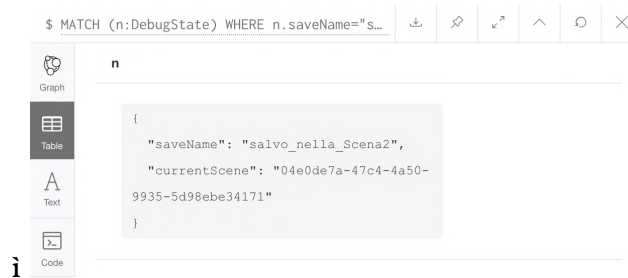 $ MATCH (n:DebugState) WHERE n.saveName="s…
Graph
Table
Text
Code
n
{
"saveName": "salvo_nella_Scena2",
"currentScene": "04e0de7a-47c4-4a50-
9935-5d98ebe34171"
}
ì